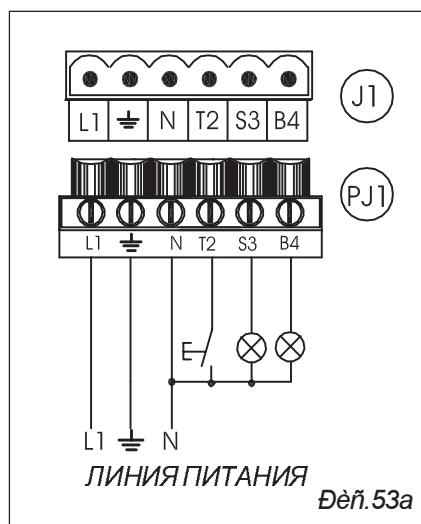 J1
L1 ⏚ N T2 S3 B4
PJ1
L1 ⏚ N T2 S3 B4
L1 ⏚ N
ЛИНИЯ ПИТАНИЯ
Ðèñ.53a